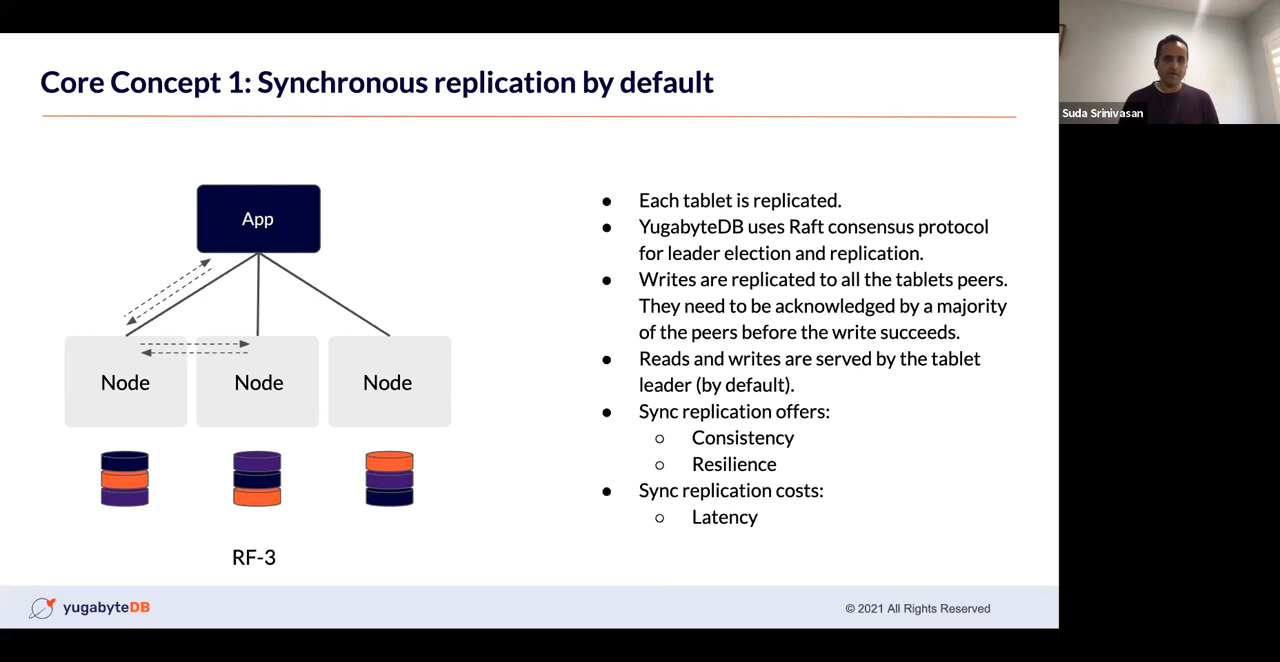 Core Concept 1: Synchronous replication by default
Suda Srinivasan
App
Node
Node
Node
RF-3
● Each tablet is replicated.
● YugabyteDB uses Raft consensus protocol
for leader election and replication.
● Writes are replicated to all the tablets peers.
They need to be acknowledged by a majority
of the peers before the write succeeds.
● Reads and writes are served by the tablet
leader (by default).
● Sync replication offers:
○ Consistency
○ Resilience
● Sync replication costs:
○ Latency
yugabyteDB
© 2021 All Rights Reserved